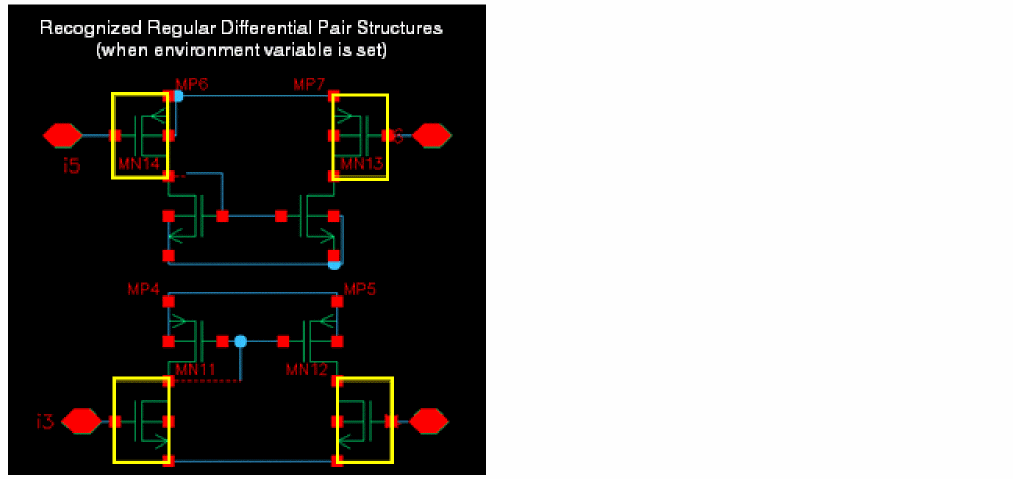 Recognized Regular Differential Pair Structures
(when environment variable is set)
MP6 MP7
i5 MN14 MN13
MP4 MP5
MN11 MN12
i3